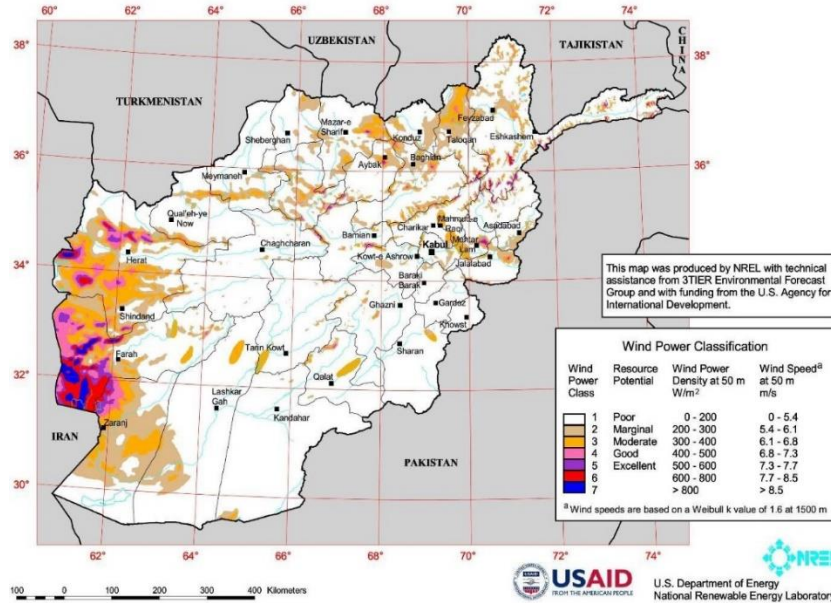 60° 62° 64° 66° 68° 70° 72° 74°
38°
36°
34°
32°
30°
38°
36°
UZBEKISTAN
TAJIKISTAN
CHINA
TURKMENISTAN
IRAN
PAKISTAN
Mazar-e
Sharif
Sheberghan
Konduz
Feyzabad
Taloqan
Eshkashem
Aybak
Baghlan
Meymaneh
Qual'eh-ye
Now
Herat
Chaghcharan
Bamian
Charikar
Mahmud-e
Raqi
Asadabad
Mehtar
Lam
Kabul
Kowt-e Ashrow
Jalalabad
Baraki
Barak
Ghazni
Gardez
Khowst
Shindand
Sharan
Farah
Tarin Kowt
Qalat
Lashkar
Gah
Kandahar
Zaranj
This map was produced by NREL with technical
assistance from 3TIER Environmental Forecast
Group and with funding from the U.S. Agency for
International Development.
Wind Power Classification
Wind Power Class Resource Potential Wind Power Density at 50 m W/m² Wind Speedᵃ at 50 m m/s
1 Poor 0 - 200 0 - 5.4
2 Marginal 200 - 300 5.4 - 6.1
3 Moderate 300 - 400 6.1 - 6.8
4 Good 400 - 500 6.8 - 7.3
5 Excellent 500 - 600 7.3 - 7.7
6 600 - 800 7.7 - 8.5
7 > 800 > 8.5
ᵃ Wind speeds are based on a Weibull k value of 1.6 at 1500 m
62° 64° 66° 68° 70° 72° 74°
100 0 100 200 300 400 Kilometers
USAID
FROM THE AMERICAN PEOPLE
NREL
U.S. Department of Energy
National Renewable Energy Laboratory